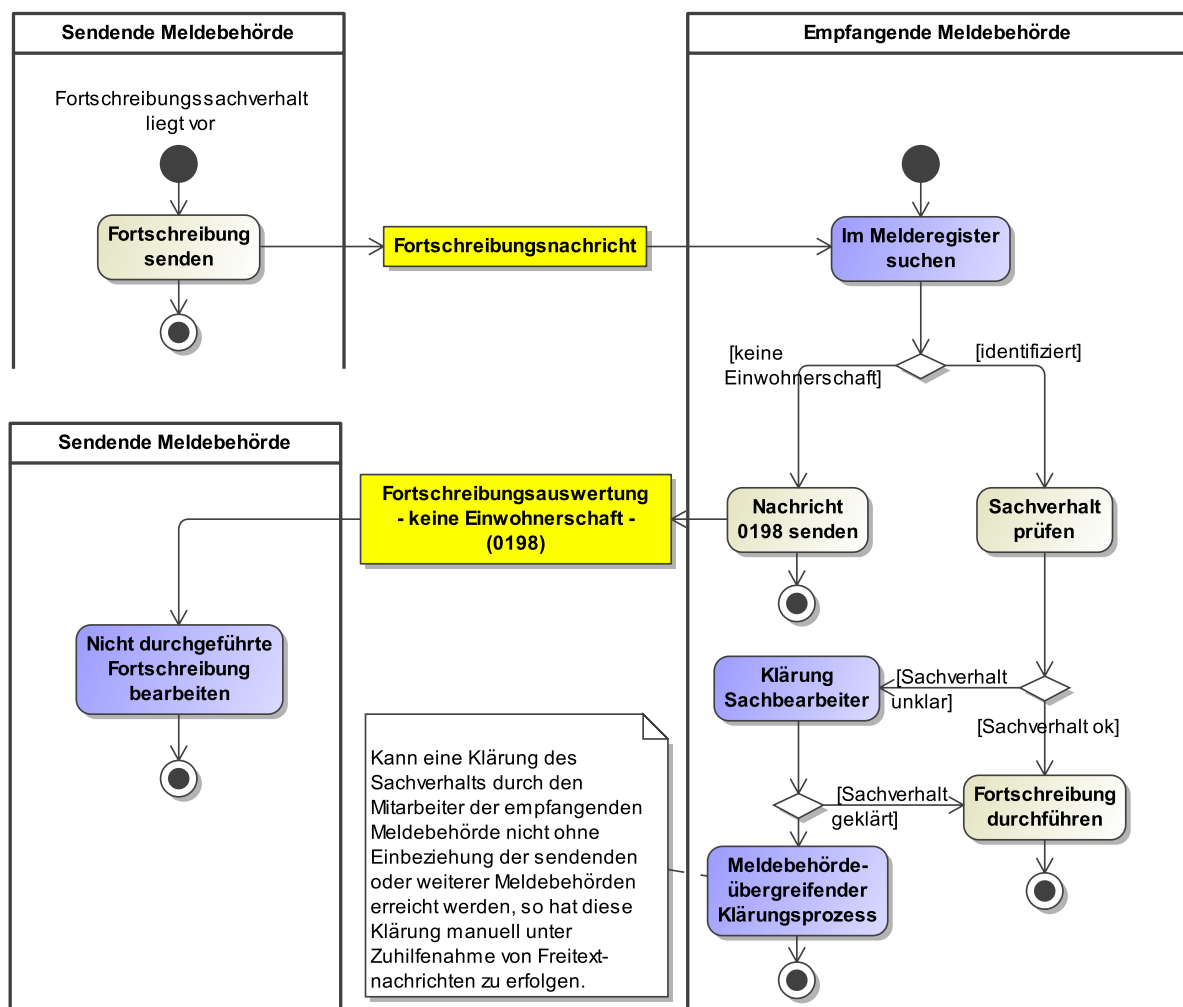 Sendende Meldebehörde
Fortschreibungssachverhalt
liegt vor
Fortschreibung
senden
Fortschreibungsnachricht
Empfangende Meldebehörde
Im Melderegister
suchen
[keine
Einwohnerschaft]
[identifiziert]
Nachricht
0198 senden
Sachverhalt
prüfen
Fortschreibungsauswertung
- keine Einwohnerschaft -
(0198)
Sendende Meldebehörde
Nicht durchgeführte
Fortschreibung
bearbeiten
Klärung
Sachbearbeiter
[Sachverhalt
unklar]
[Sachverhalt ok]
[Sachverhalt
geklärt]
Fortschreibung
durchführen
Meldebehörde-
übergreifender
Klärungsprozess
Kann eine Klärung des
Sachverhalts durch den
Mitarbeiter der empfangenden
Meldebehörde nicht ohne
Einbeziehung der sendenden
oder weiterer Meldebehörden
erreicht werden, so hat diese
Klärung manuell unter
Zuhilfenahme von Freitext-
nachrichten zu erfolgen.